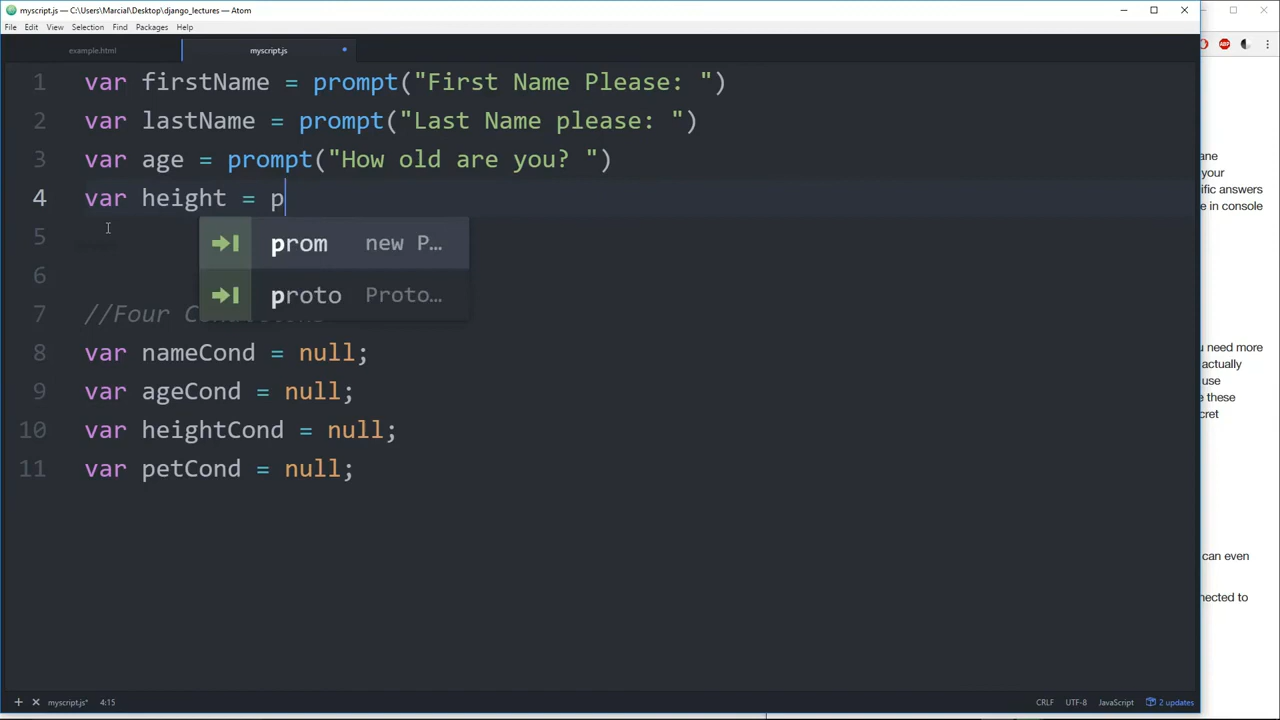 myscript.js — C:\Users\Marcial\Desktop\django_lectures — Atom
File Edit View Selection Find Packages Help
example.html myscript.js
1 var firstName = prompt("First Name Please: ")
2 var lastName = prompt("Last Name please: ")
3 var age = prompt("How old are you? ")
4 var height = p
5
prom new P…
6
proto Proto…
7 //Four
8 var nameCond = null;
9 var ageCond = null;
10 var heightCond = null;
11 var petCond = null;
ane
your
ific answers
e in console
u need more
actually
use
e these
cret
can even
nected to
myscript.js* 4:15 CRLF UTF-8 JavaScript 2 updates